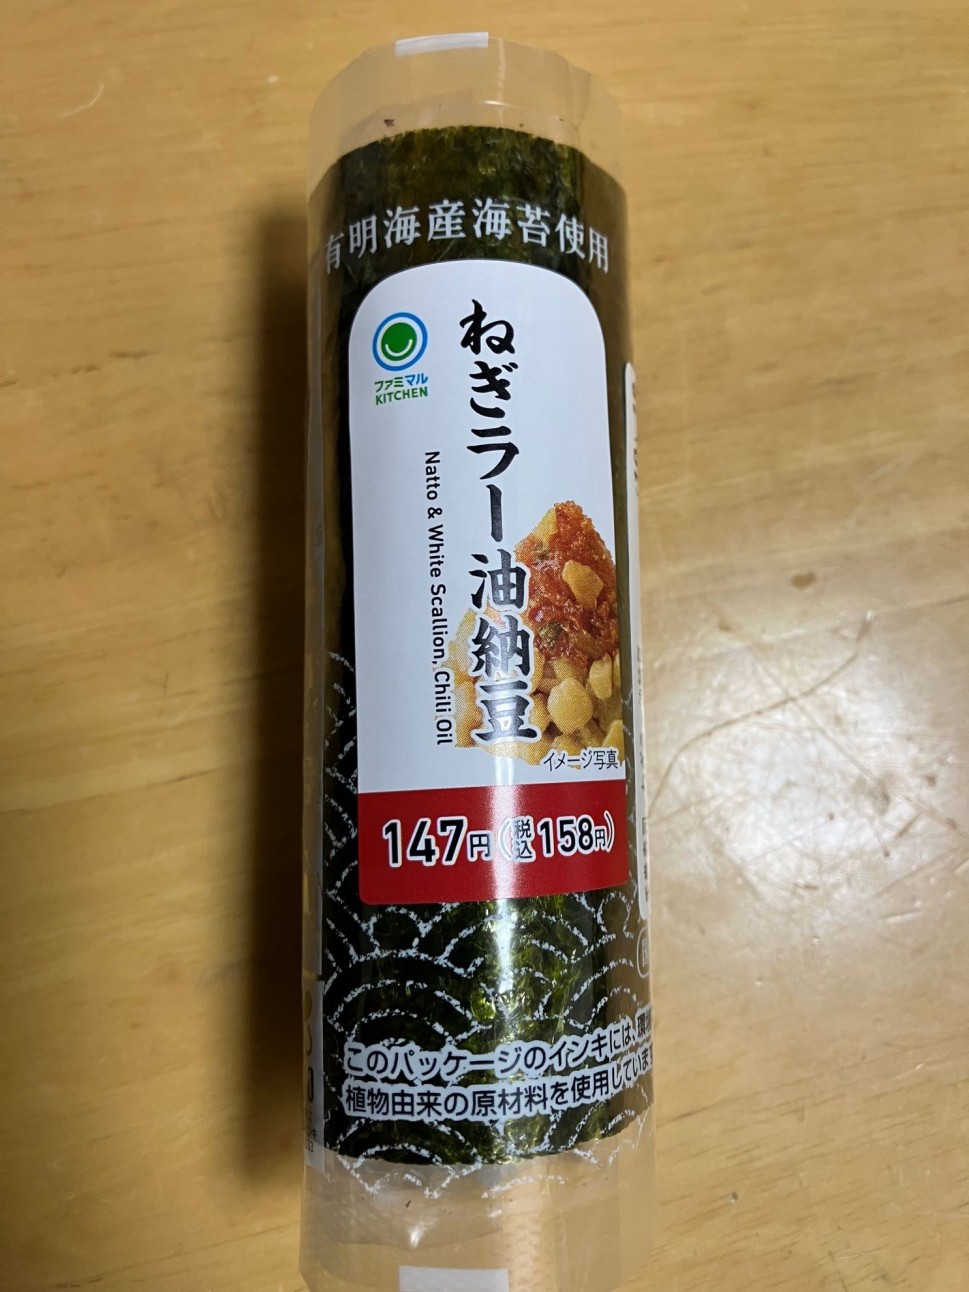 有明海産海苔使用
ファミマル
KITCHEN
ねぎラー油納豆
Natto & White Scallion, Chili Oil
イメージ写真
147円(税込158円)
このパッケージのインキには、環境
植物由来の原材料を使用しています